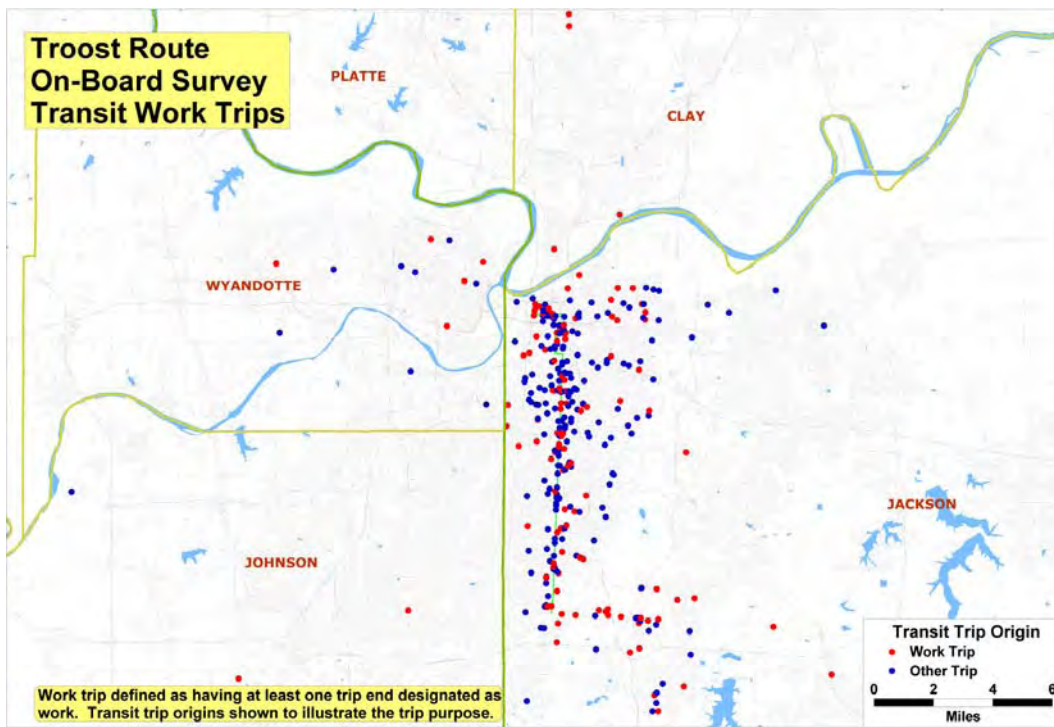 Troost Route
On-Board Survey
Transit Work Trips
PLATTE
CLAY
WYANDOTTE
JACKSON
JOHNSON
Transit Trip Origin
Work Trip
Other Trip
0 2 4 6
Miles
Work trip defined as having at least one trip end designated as
work. Transit trip origins shown to illustrate the trip purpose.